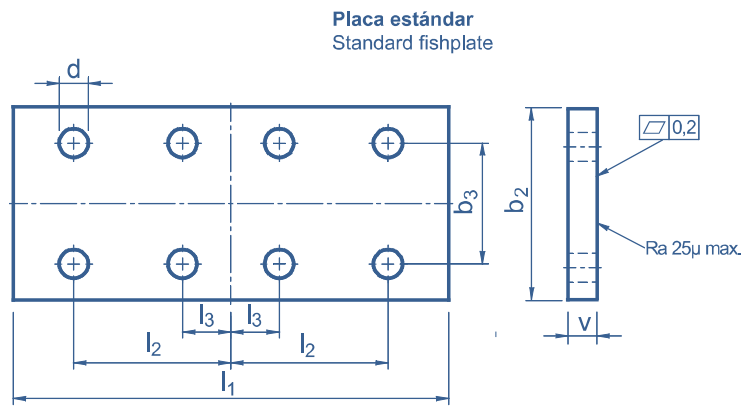 Placa estándar
Standard fishplate
d
0,2
b3
b2
Ra 25µ max.
l3 l3
v
l2 l2
l1